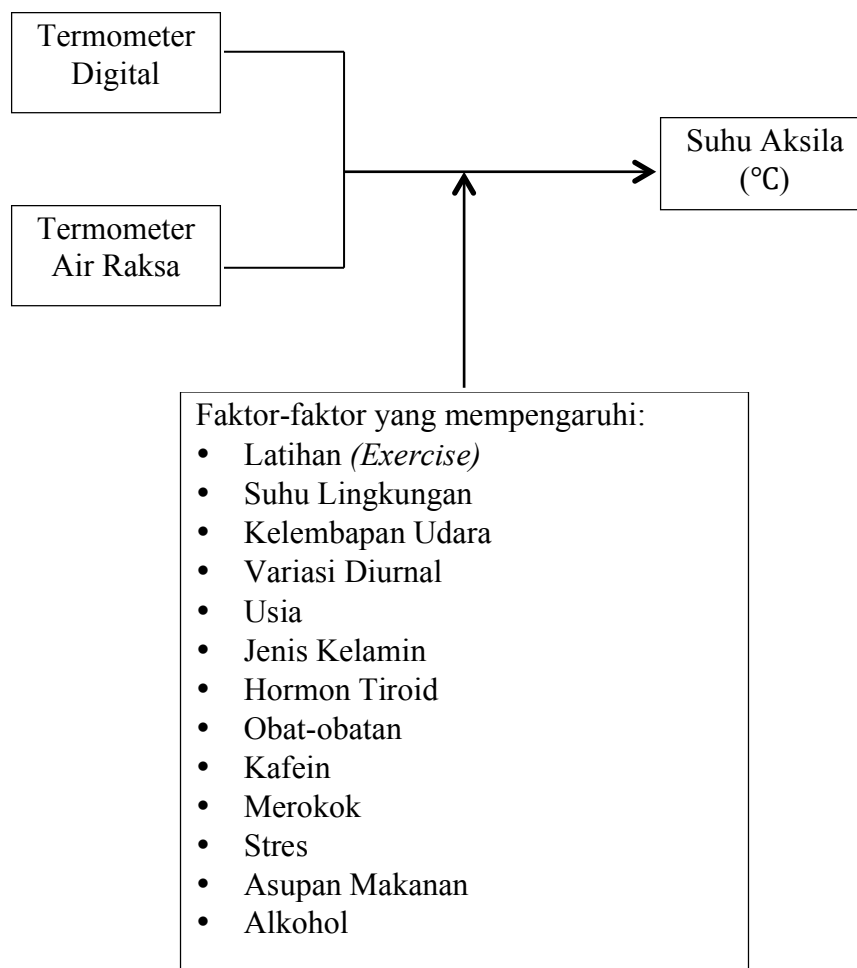 Termometer
Digital
Suhu Aksila
(℃)
Termometer
Air Raksa
Faktor-faktor yang mempengaruhi:
• Latihan (Exercise)
• Suhu Lingkungan
• Kelembapan Udara
• Variasi Diurnal
• Usia
• Jenis Kelamin
• Hormon Tiroid
• Obat-obatan
• Kafein
• Merokok
• Stres
• Asupan Makanan
• Alkohol